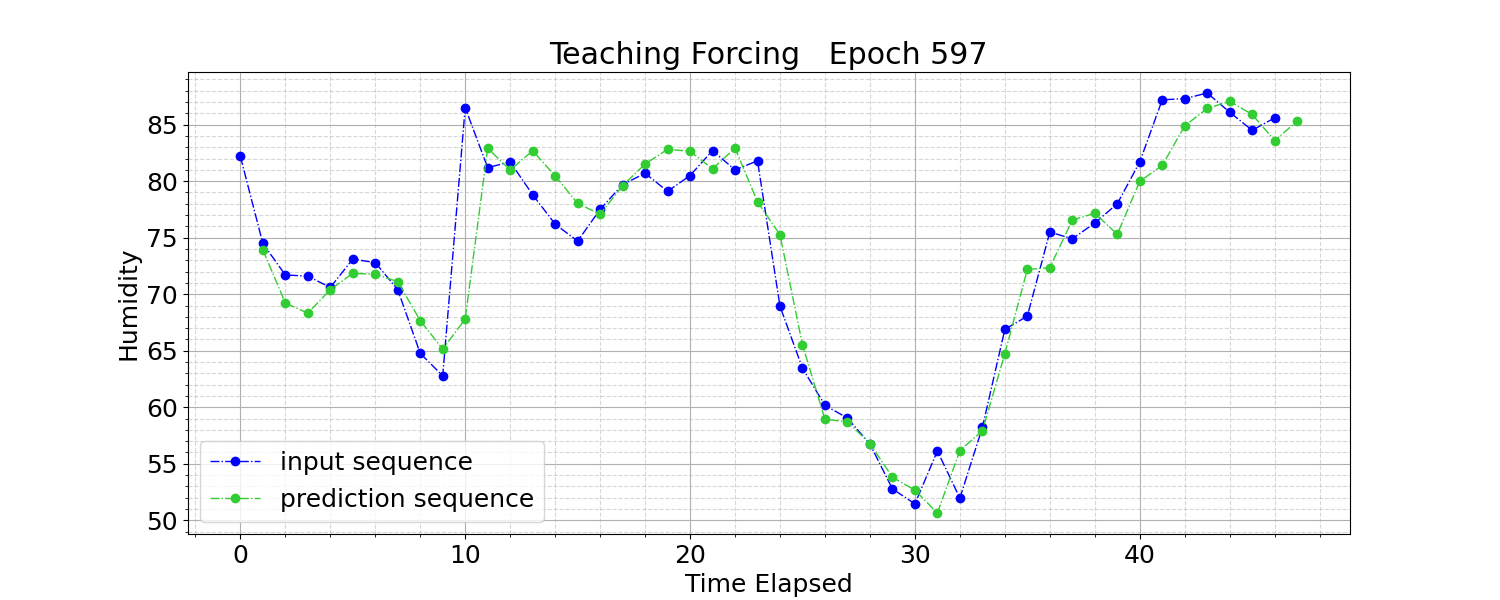 Teaching Forcing   Epoch 597
Humidity
85
80
75
70
65
60
55
50
input sequence
prediction sequence
0 10 20 30 40
Time Elapsed